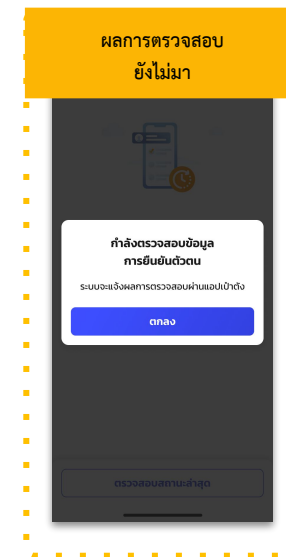 ผลการตรวจสอบ
ยังไม่มา
กำลังตรวจสอบข้อมูล
การยืนยันตัวตน
ระบบจะแจ้งผลการตรวจสอบผ่านแอปเป๋าตัง
ตกลง
ตรวจสอบสถานะล่าสุด